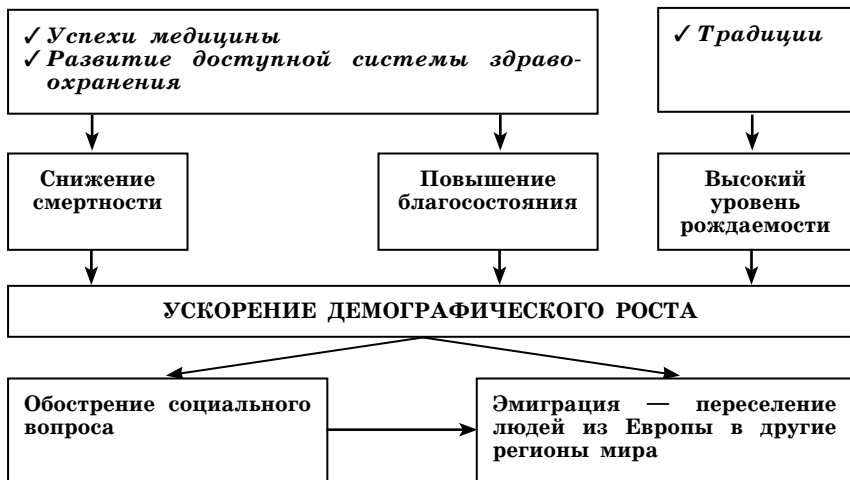 ✓ Успехи медицины
✓ Развитие доступной системы здраво-
охранения
✓ Традиции
Снижение
смертности
Повышение
благосостояния
Высокий
уровень
рождаемости
УСКОРЕНИЕ ДЕМОГРАФИЧЕСКОГО РОСТА
Обострение социального
вопроса
Эмиграция — переселение
людей из Европы в другие
регионы мира